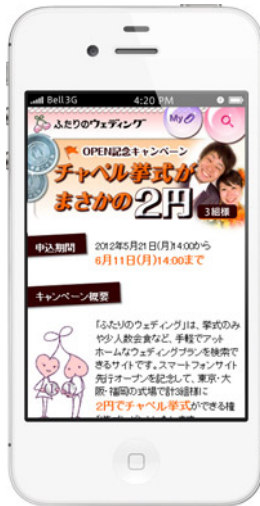 Bell3G 4:20 PM
ふたりのウェディング My
OPEN記念キャンペーン
チャペル挙式が
まさかの2円
3組様
申込期間 2012年5月21日(月)14:00から
6月11日(月)14:00まで
キャンペーン概要
「ふたりのウェディング」は、挙式のみ
や少人数会食など、手軽でアット
ホームなウェディングプランを検索で
きるサイトです。スマートフォンサイト
先行オープンを記念して、東京・大
阪・福岡の式場で計3組様に
2円でチャペル挙式ができる権